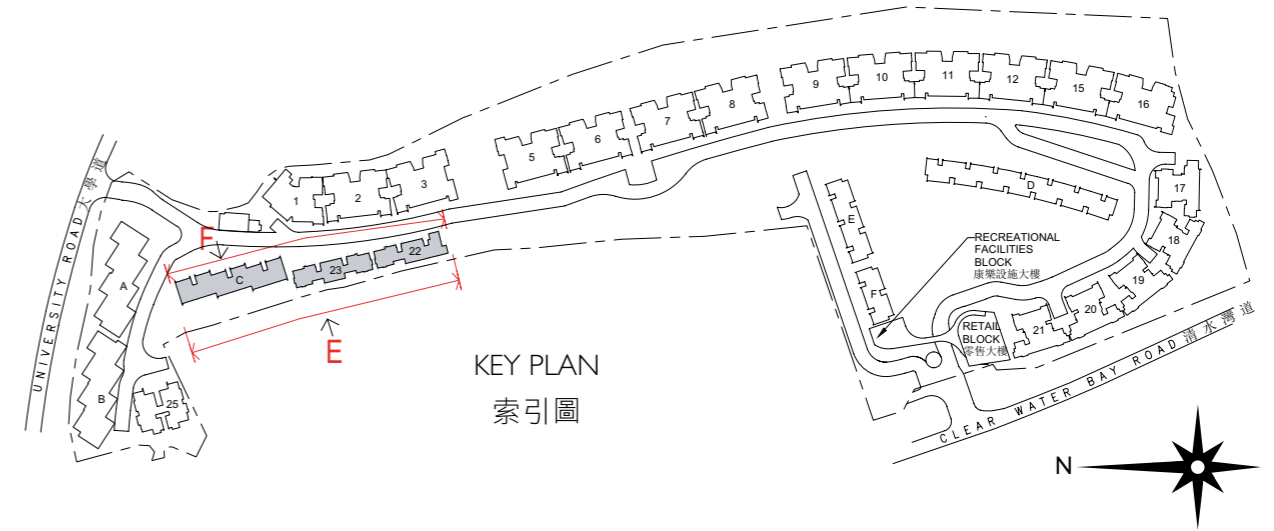 9
10
11
12
15
16
8
7
6
5
3
2
1
UNIVERSITY ROAD 大學道
17
D
E
18
F
RECREATIONAL
FACILITIES
BLOCK
康樂設施大樓
22
23
C
19
A
F
20
RETAIL
BLOCK
零售大樓
21
E
KEY PLAN
索引圖
B
25
CLEAR WATER BAY ROAD 清水灣道
N